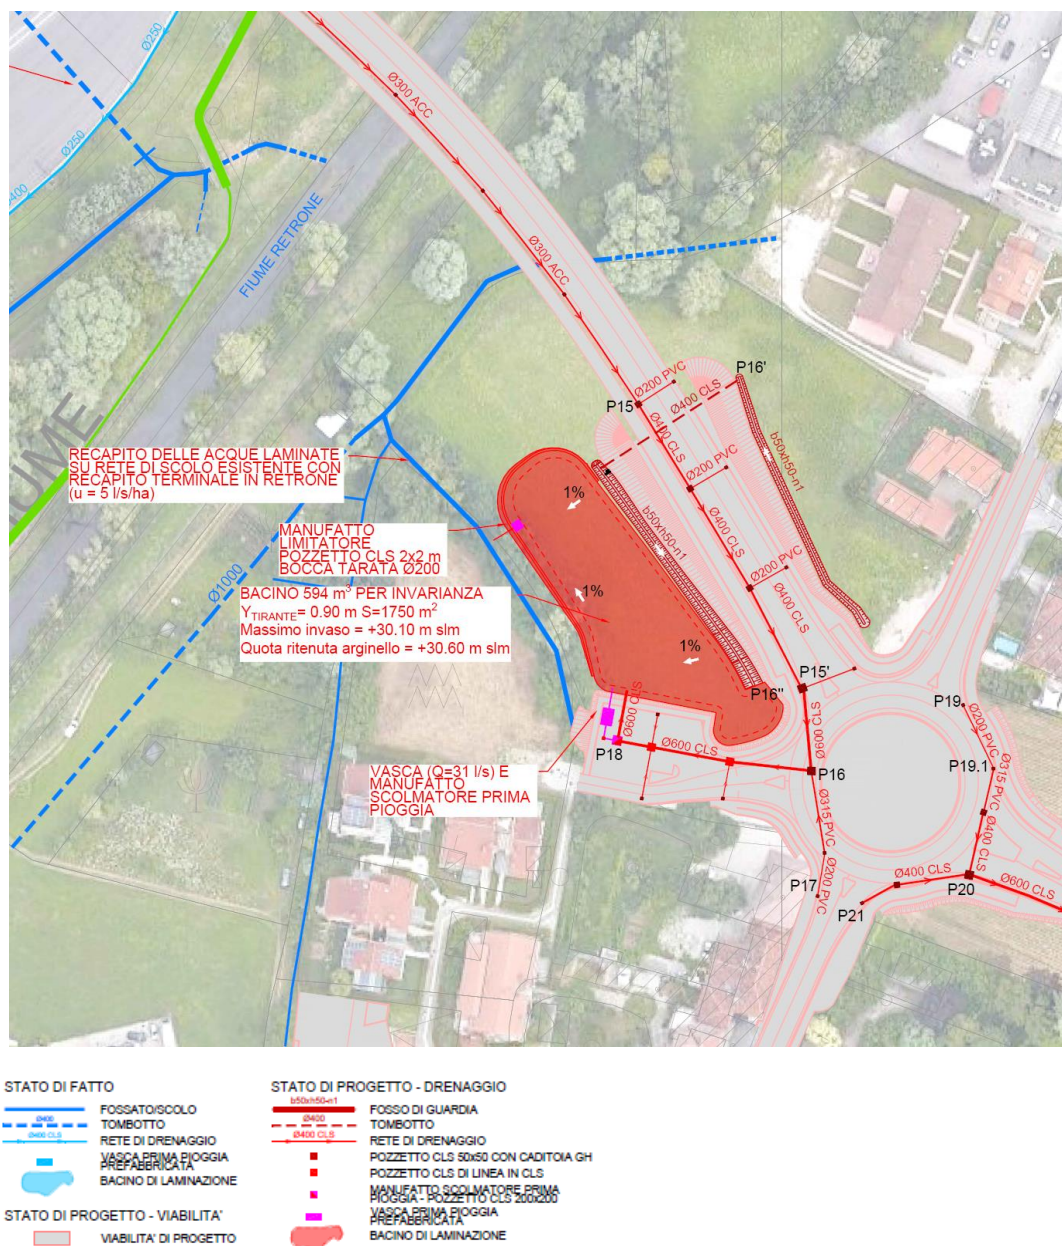 Ø250
Ø250
Ø400
Ø300 ACC
FIUME RETRONE
Ø300 ACC
FIUME
P16'
Ø200 PVC
Ø400 CLS
P15
RECAPITO DELLE ACQUE LAMINATE
SU RETE DI SCOLO ESISTENTE CON
RECAPITO TERMINALE IN RETRONE
(u = 5 l/s/ha)
Ø400 CLS
b50xh50-n1
Ø200 PVC
1%
MANUFATTO
LIMITATORE
POZZETTO CLS 2x2 m
BOCCA TARATA Ø200
b50xh50-n1
Ø400 CLS
Ø1000
BACINO 594 m³ PER INVARIANZA
Y TIRANTE = 0.90 m S=1750 m²
Massimo invaso = +30.10 m slm
Quota ritenuta arginello = +30.60 m slm
1%
Ø200 PVC
Ø400 CLS
1%
P15'
P16''
P19
Ø600 CLS
Ø600 CLS
Ø200 PVC
P18
Ø600 CLS
P16
P19.1
Ø315 PVC
VASCA (Q=31 l/s) E
MANUFATTO
SCOLMATORE PRIMA
PIOGGIA
Ø315 PVC
Ø400 CLS
Ø400 CLS
P17
Ø200 PVC
P20
Ø600 CLS
P21
STATO DI FATTO
FOSSATO/SCOLO
Ø400
TOMBOTTO
Ø400 CLS
RETE DI DRENAGGIO
VASCA PRIMA PIOGGIA
PREFABBRICATA
BACINO DI LAMINAZIONE
STATO DI PROGETTO - VIABILITA'
VIABILITA' DI PROGETTO
STATO DI PROGETTO - DRENAGGIO
b50xh50-n1
FOSSO DI GUARDIA
Ø400
TOMBOTTO
Ø400 CLS
RETE DI DRENAGGIO
POZZETTO CLS 50x50 CON CADITOIA GH
POZZETTO CLS DI LINEA IN CLS
MANUFATTO SCOLMATORE PRIMA
PIOGGIA - POZZETTO CLS 200x200
VASCA PRIMA PIOGGIA
PREFABBRICATA
BACINO DI LAMINAZIONE